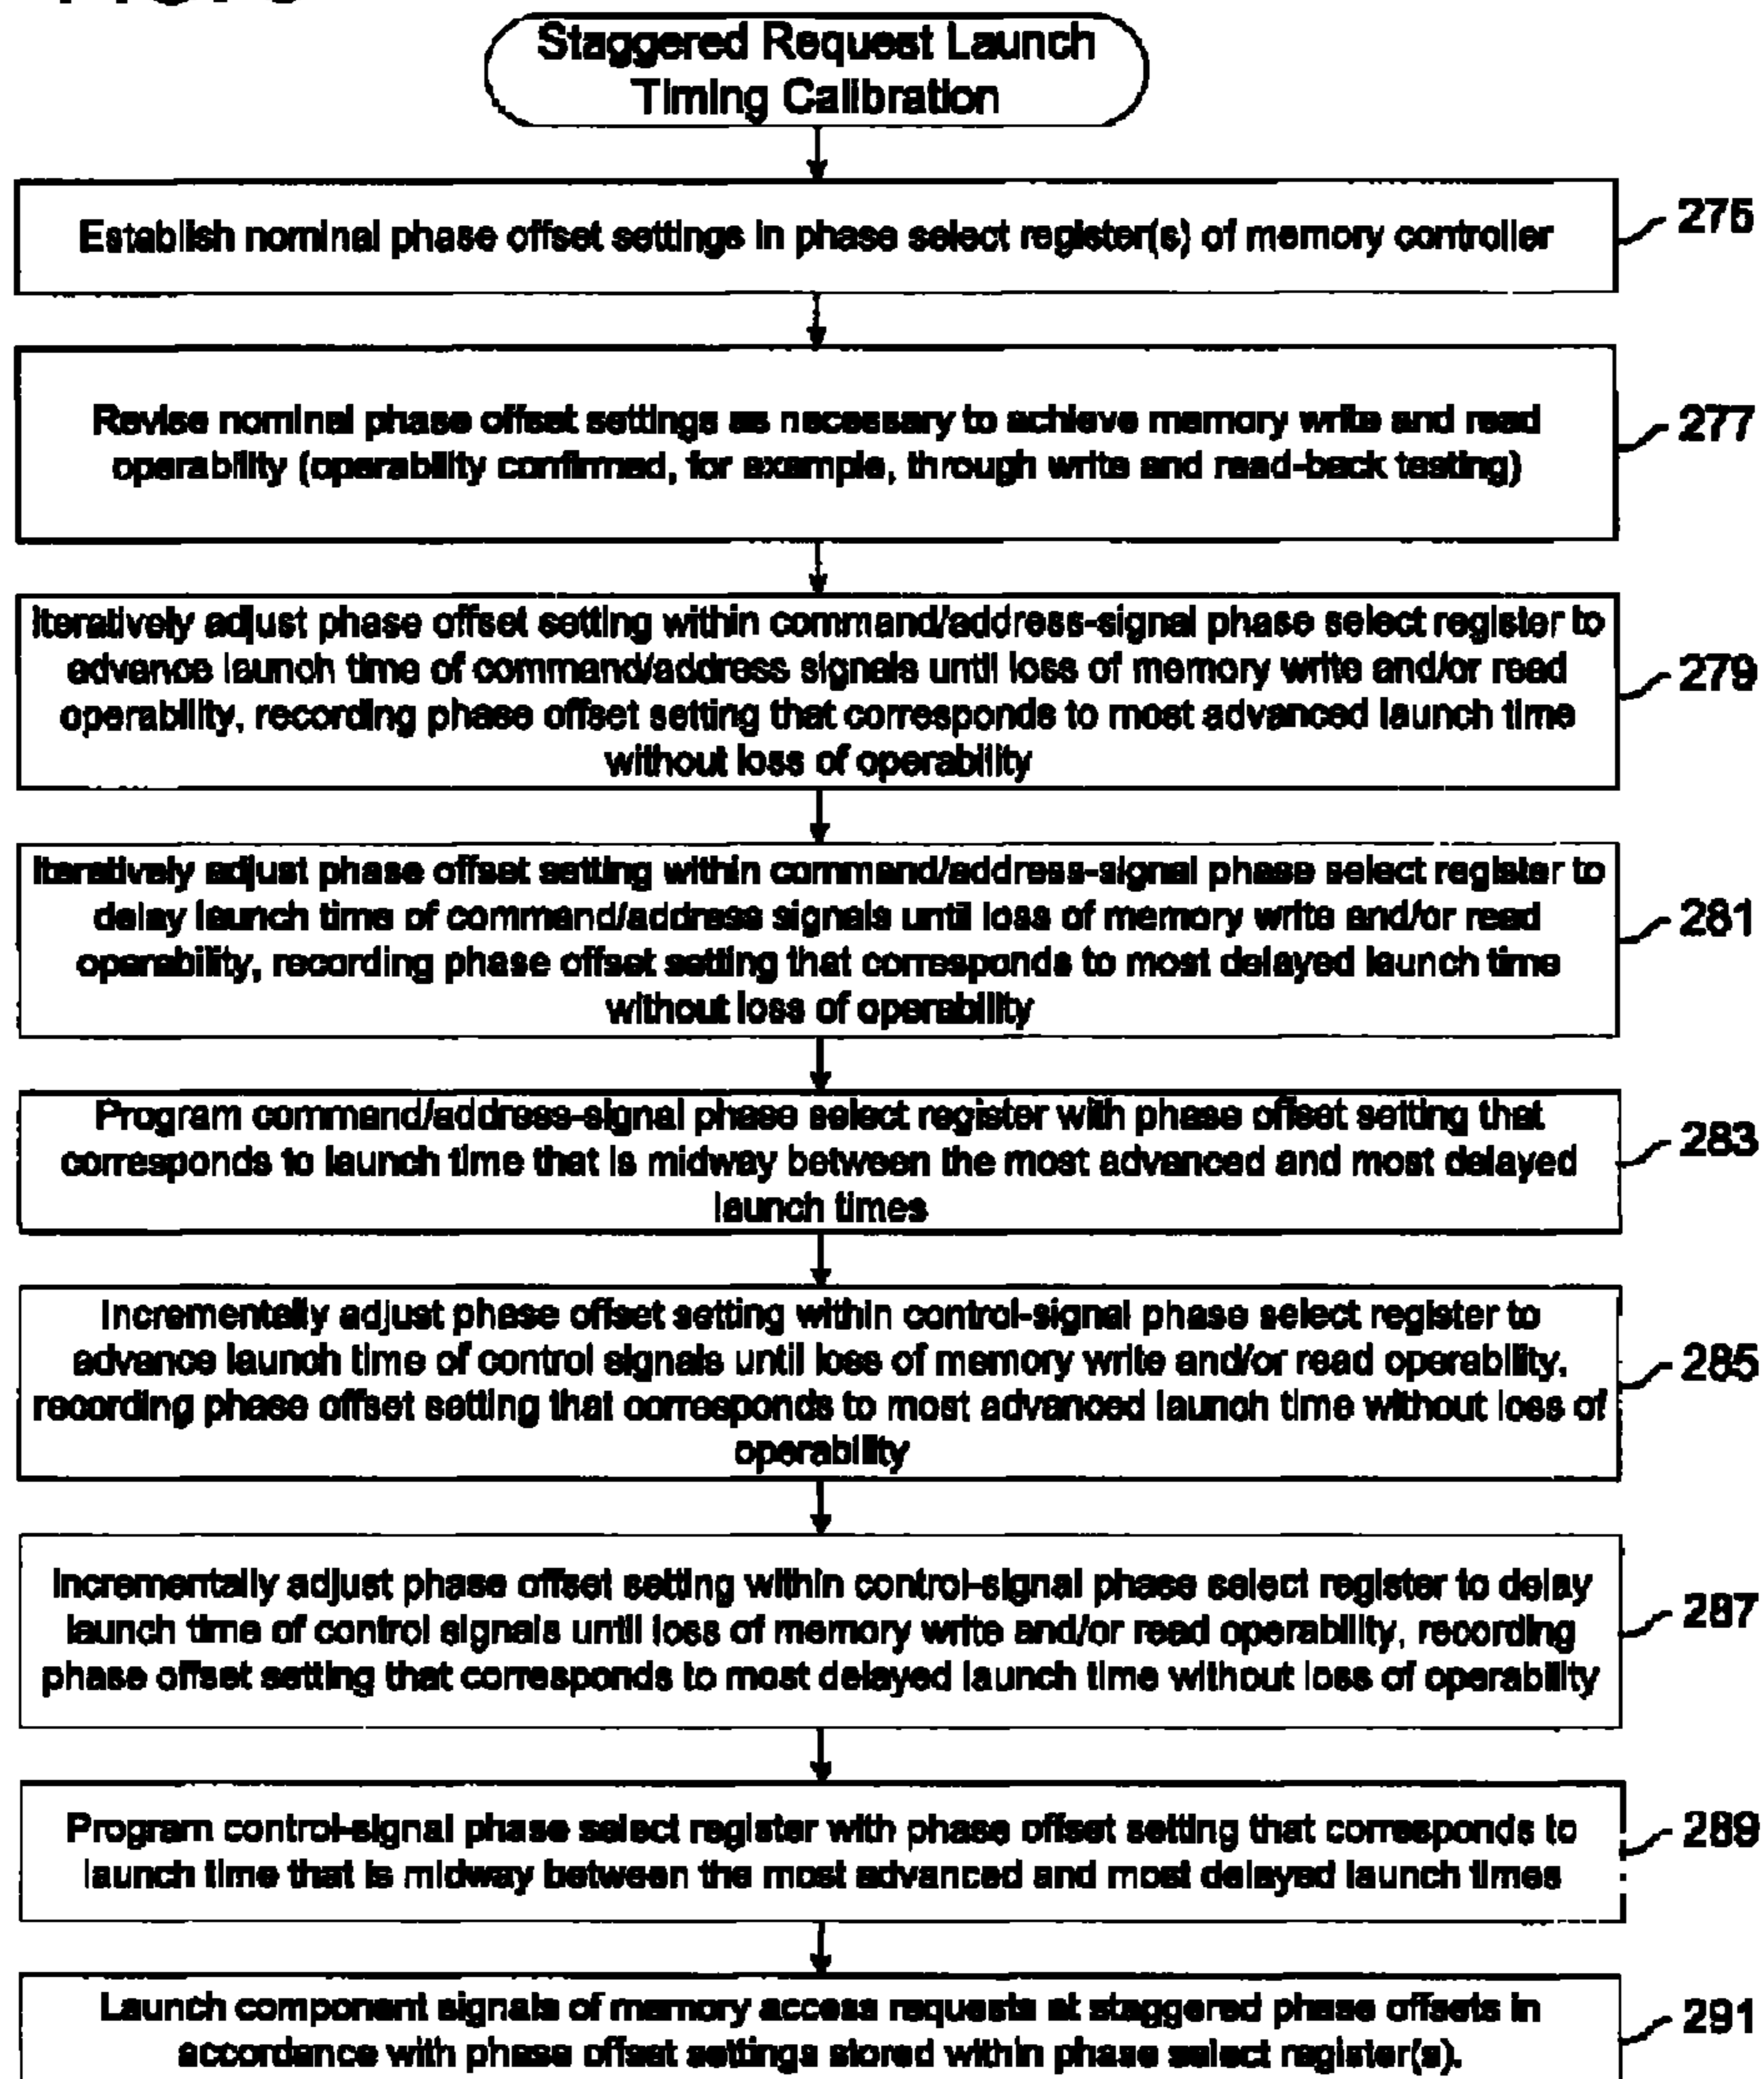 Staggered Request Launch
Timing Calibration
Establish nominal phase offset settings in phase select register(s) of memory controller
275
Revise nominal phase offset settings as necessary to achieve memory write and read
operability (operability confirmed, for example, through write and read-back testing)
277
Iteratively adjust phase offset setting within command/address-signal phase select register to
advance launch time of command/address signals until loss of memory write and/or read
operability, recording phase offset setting that corresponds to most advanced launch time
without loss of operability
279
Iteratively adjust phase offset setting within command/address-signal phase select register to
delay launch time of command/address signals until loss of memory write and/or read
operability, recording phase offset setting that corresponds to most delayed launch time
without loss of operability
281
Program command/address-signal phase select register with phase offset setting that
corresponds to launch time that is midway between the most advanced and most delayed
launch times
283
Incrementally adjust phase offset setting within control-signal phase select register to
advance launch time of control signals until loss of memory write and/or read operability,
recording phase offset setting that corresponds to most advanced launch time without loss of
operability
285
Incrementally adjust phase offset setting within control-signal phase select register to delay
launch time of control signals until loss of memory write and/or read operability, recording
phase offset setting that corresponds to most delayed launch time without loss of operability
287
Program control-signal phase select register with phase offset setting that corresponds to
launch time that is midway between the most advanced and most delayed launch times
289
Launch component signals of memory access requests at staggered phase offsets in
accordance with phase offset settings stored within phase select register(s).
291